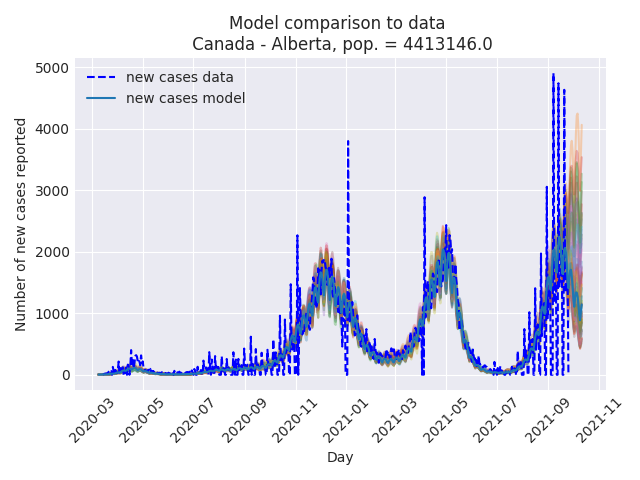 Model comparison to data
Canada - Alberta, pop. = 4413146.0
new cases data
new cases model
Number of new cases reported
5000
4000
3000
2000
1000
0
2020-03
2020-05
2020-07
2020-09
2020-11
2021-01
2021-03
2021-05
2021-07
2021-09
2021-11
Day